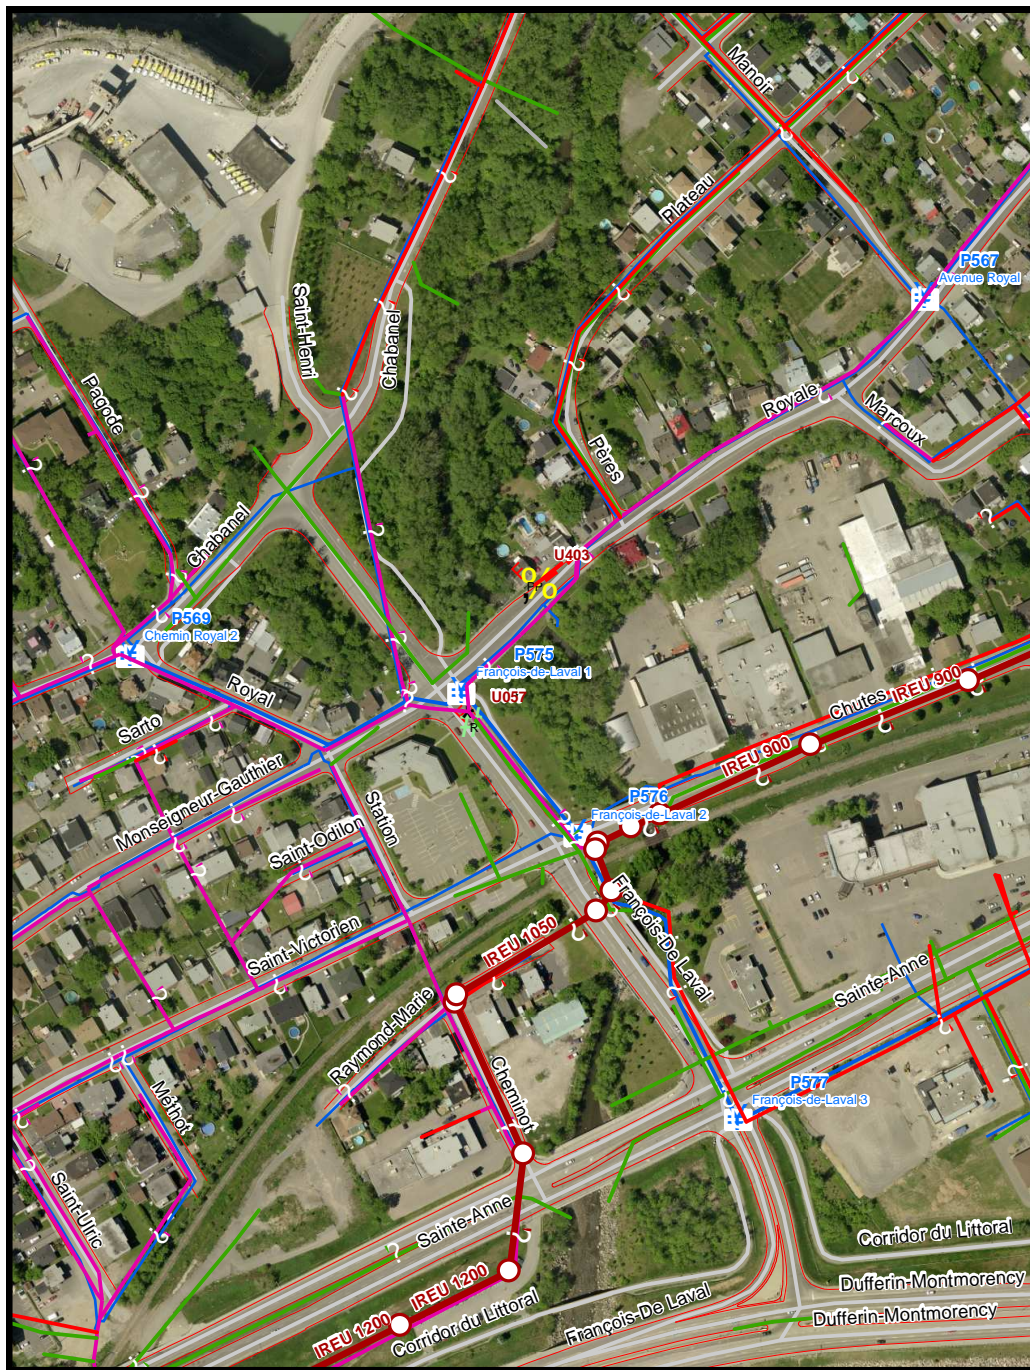 Manoir
Plateau
P567
Avenue Royal
Saint-Henri
Chabanel
Pagode
Royale
Marcoux
Pères
Chabanel
U403
P569
Chemin Royal 2
P575
François-de-Laval 1
U057
R
Royal
Sarto
IREU 900
Chutes
IREU 900
Monseigneur-Gauthier
Station
P576
François-de-Laval 2
Saint-Odilon
François-De Laval
Saint-Victorien
IREU 1050
Sainte-Anne
Raymond-Marie
Cheminot
Méthot
P577
François-de-Laval 3
Saint-Ulric
Sainte-Anne
Corridor du Littoral
IREU 1200
IREU 1200
Corridor du Littoral
François-De Laval
Dufferin-Montmorency
Dufferin-Montmorency